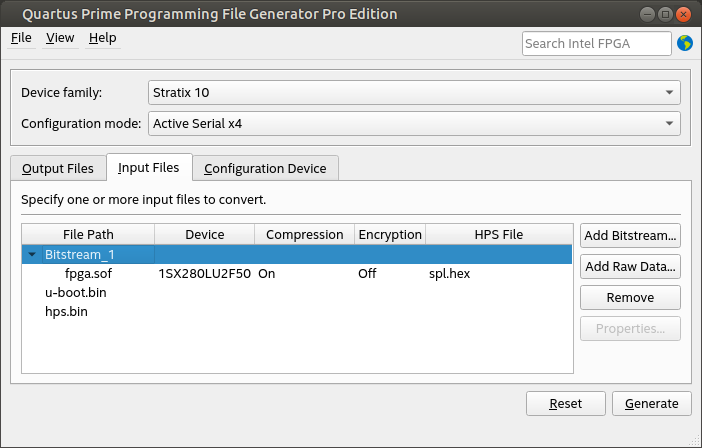 Quartus Prime Programming File Generator Pro Edition
File View Help
Search Intel FPGA
Device family: Stratix 10
Configuration mode: Active Serial x4
Output Files Input Files Configuration Device
Specify one or more input files to convert.
File Path Device Compression Encryption HPS File
Bitstream_1
fpga.sof 1SX280LU2F50 On Off spl.hex
u-boot.bin
hps.bin
Add Bitstream...
Add Raw Data...
Remove
Properties...
Reset Generate